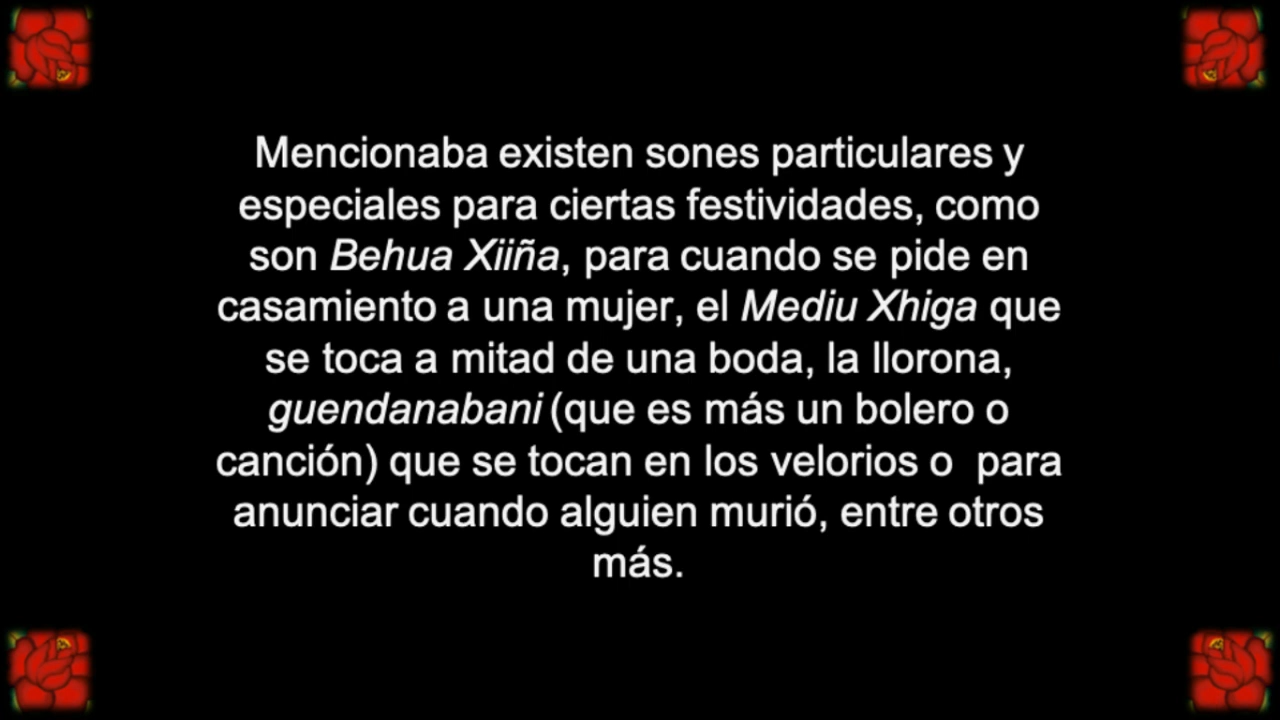 Mencionaba existen sones particulares y
especiales para ciertas festividades, como
son Behua Xiiña, para cuando se pide en
casamiento a una mujer, el Mediu Xhiga que
se toca a mitad de una boda, la llorona,
guendanabani (que es más un bolero o
canción) que se tocan en los velorios o  para
anunciar cuando alguien murió, entre otros
más.